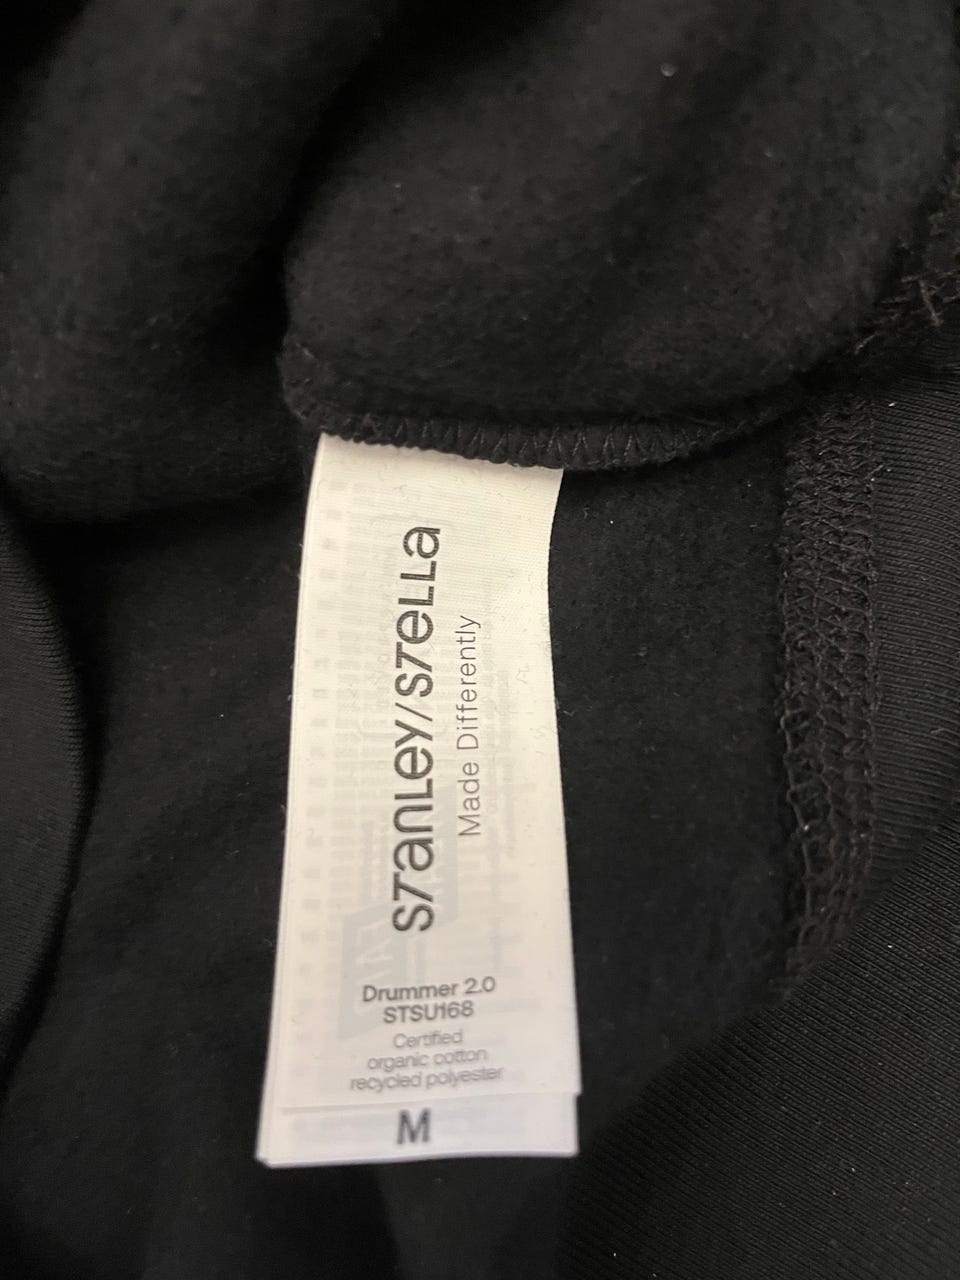 STANLEY/STELLA
Made Differently
Drummer 2.0
STSU168
Certified
organic cotton
recycled polyester
M